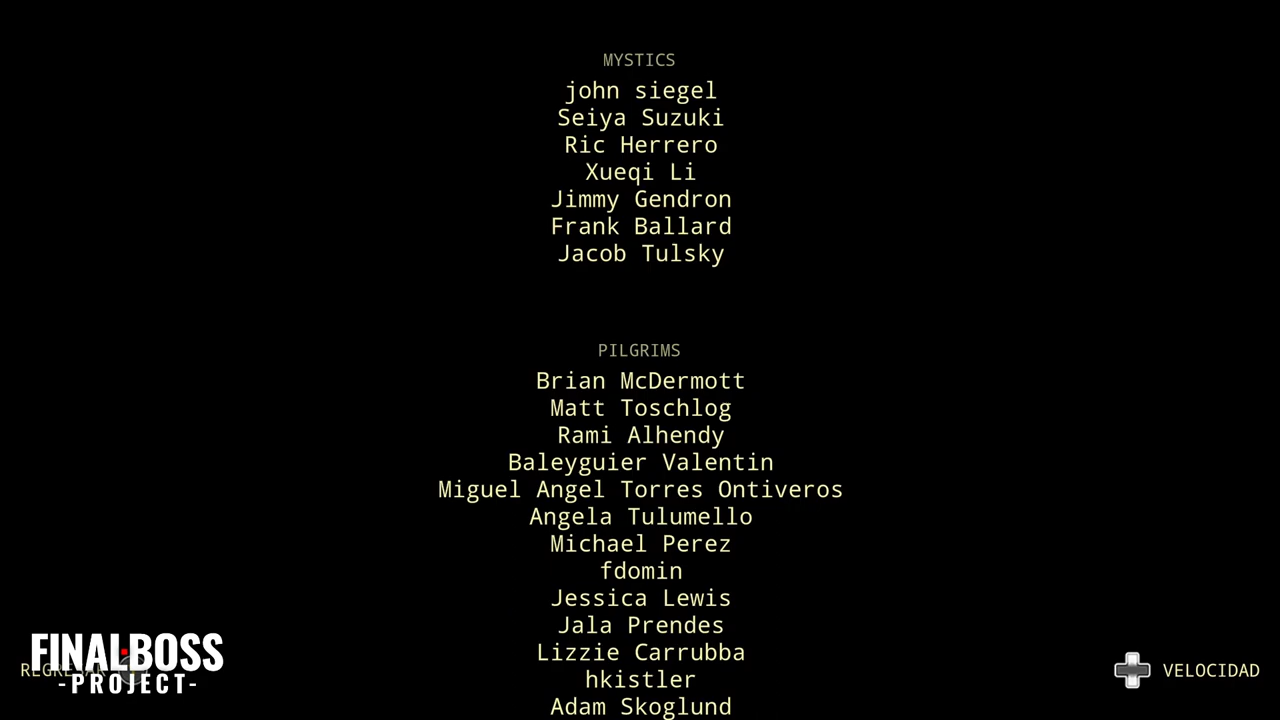 MYSTICS
john siegel
Seiya Suzuki
Ric Herrero
Xueqi Li
Jimmy Gendron
Frank Ballard
Jacob Tulsky
PILGRIMS
Brian McDermott
Matt Toschlog
Rami Alhendy
Baleyguier Valentin
Miguel Angel Torres Ontiveros
Angela Tulumello
Michael Perez
fdomin
Jessica Lewis
Jala Prendes
Lizzie Carrubba
hkistler
Adam Skoglund
FINALBOSS
-PROJECT-
REGRESAR
VELOCIDAD